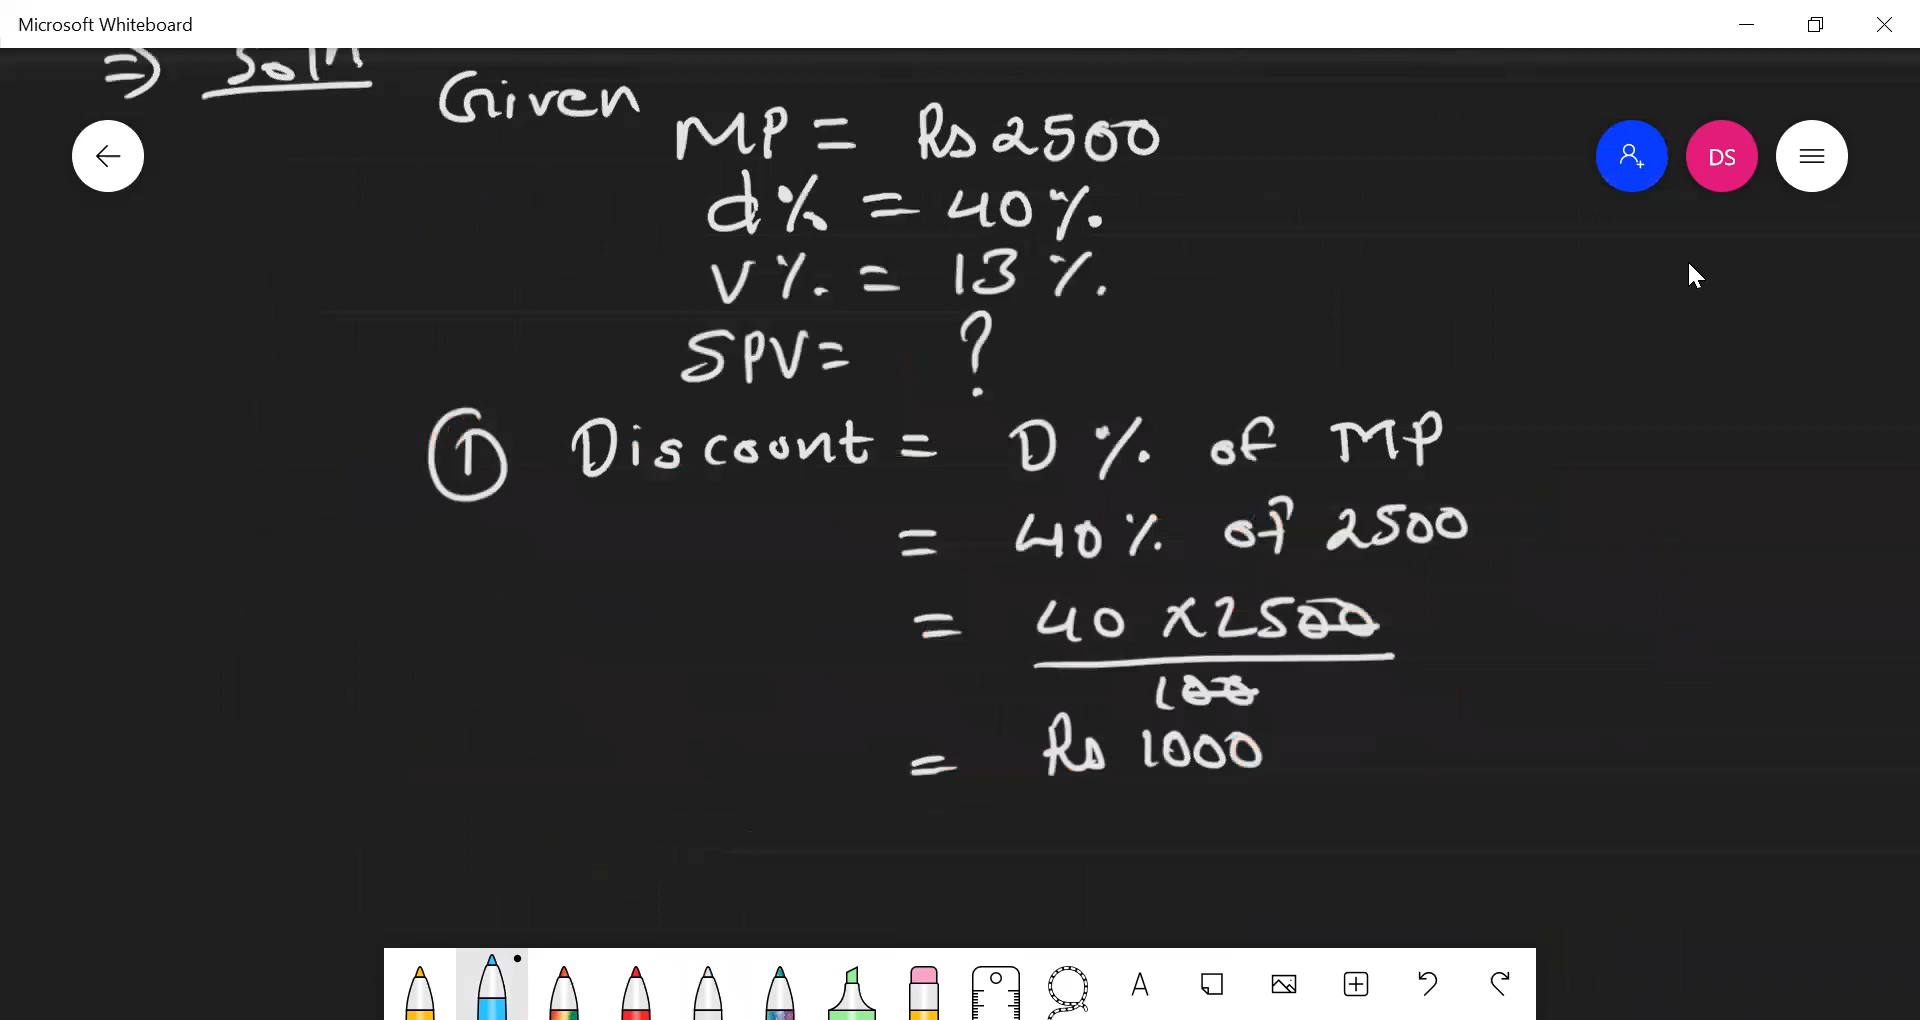 Microsoft Whiteboard
⇒ Soln
Given
MP = Rs 2500
d% = 40%
V% = 13%
SPV = ?
① Discount = D% of MP
= 40% of 2500
= 40 × 2500
100
= Rs 1000
DS
A